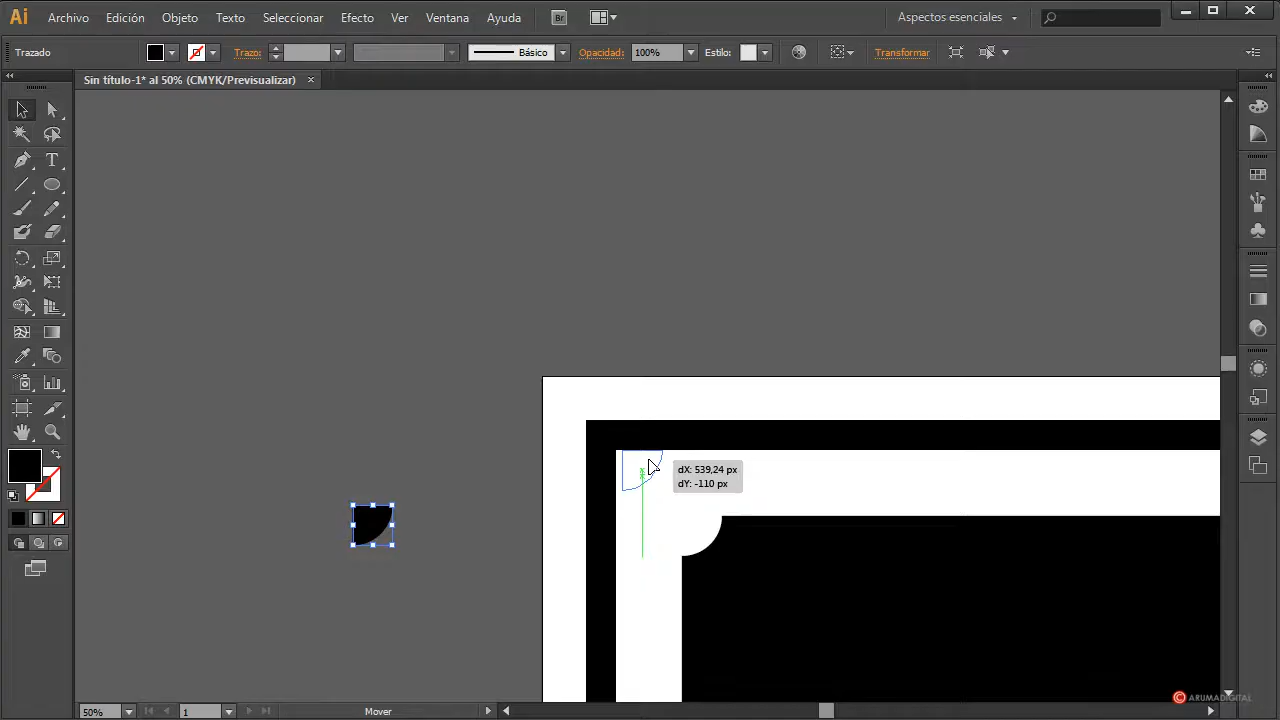 Ai Archivo Edición Objeto Texto Seleccionar Efecto Ver Ventana Ayuda Br Aspectos esenciales
Trazado Trazo: Básico Opacidad: 100% Estilo: Transformar
Sin título-1* al 50% (CMYK/Previsualizar) ×
T
dX: 539,24 px
dY: -110 px
© ARUMADIGITAL
50% 1 Mover